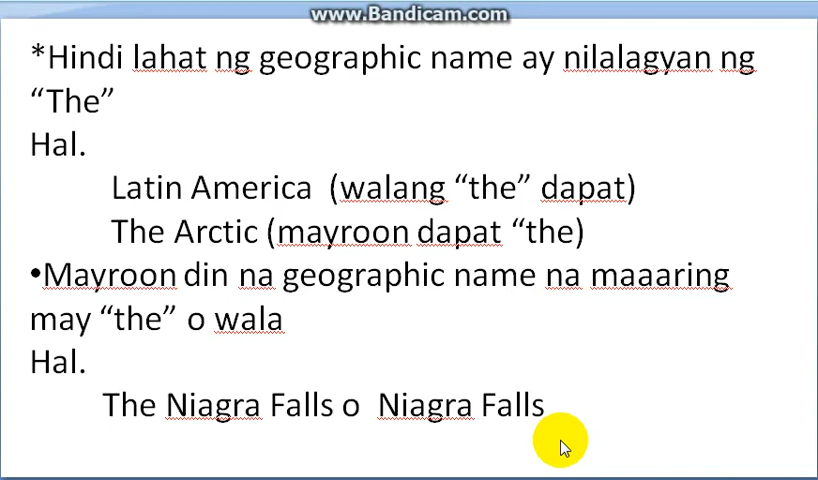 www.Bandicam.com
*Hindi lahat ng geographic name ay nilalagyan ng
“The”
Hal.
Latin America (walang “the” dapat)
The Arctic (mayroon dapat “the)
•Mayroon din na geographic name na maaaring
may “the” o wala
Hal.
The Niagra Falls o Niagra Falls